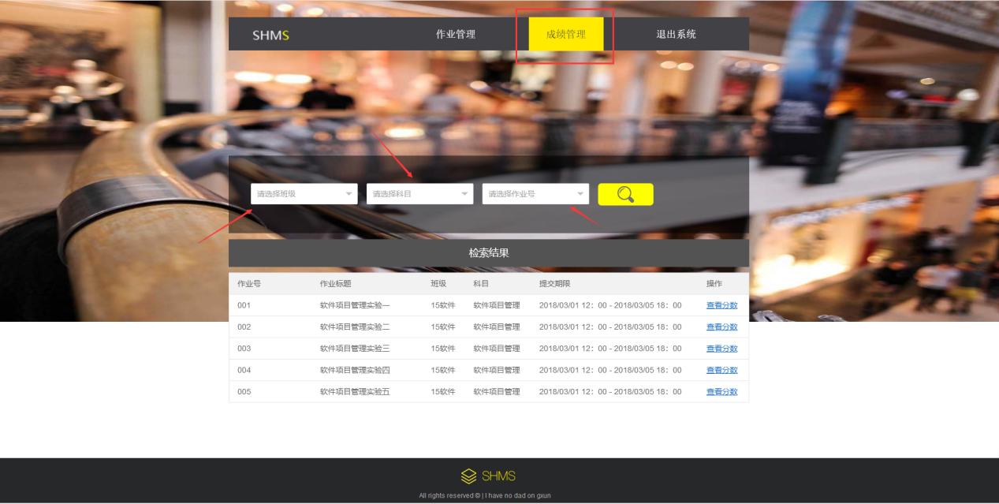 SHMS 作业管理 成绩管理 退出系统
请选择班级 请选择科目 请选择作业号
检索结果
作业号 作业标题 班级 科目 提交期限 操作
001 软件项目管理实验一 15软件 软件项目管理 2018/03/01 12：00 - 2018/03/05 18：00 查看分数
002 软件项目管理实验二 15软件 软件项目管理 2018/03/01 12：00 - 2018/03/05 18：00 查看分数
003 软件项目管理实验三 15软件 软件项目管理 2018/03/01 12：00 - 2018/03/05 18：00 查看分数
004 软件项目管理实验四 15软件 软件项目管理 2018/03/01 12：00 - 2018/03/05 18：00 查看分数
005 软件项目管理实验五 15软件 软件项目管理 2018/03/01 12：00 - 2018/03/05 18：00 查看分数
SHMS
All rights reserved © | I have no dad on gxun